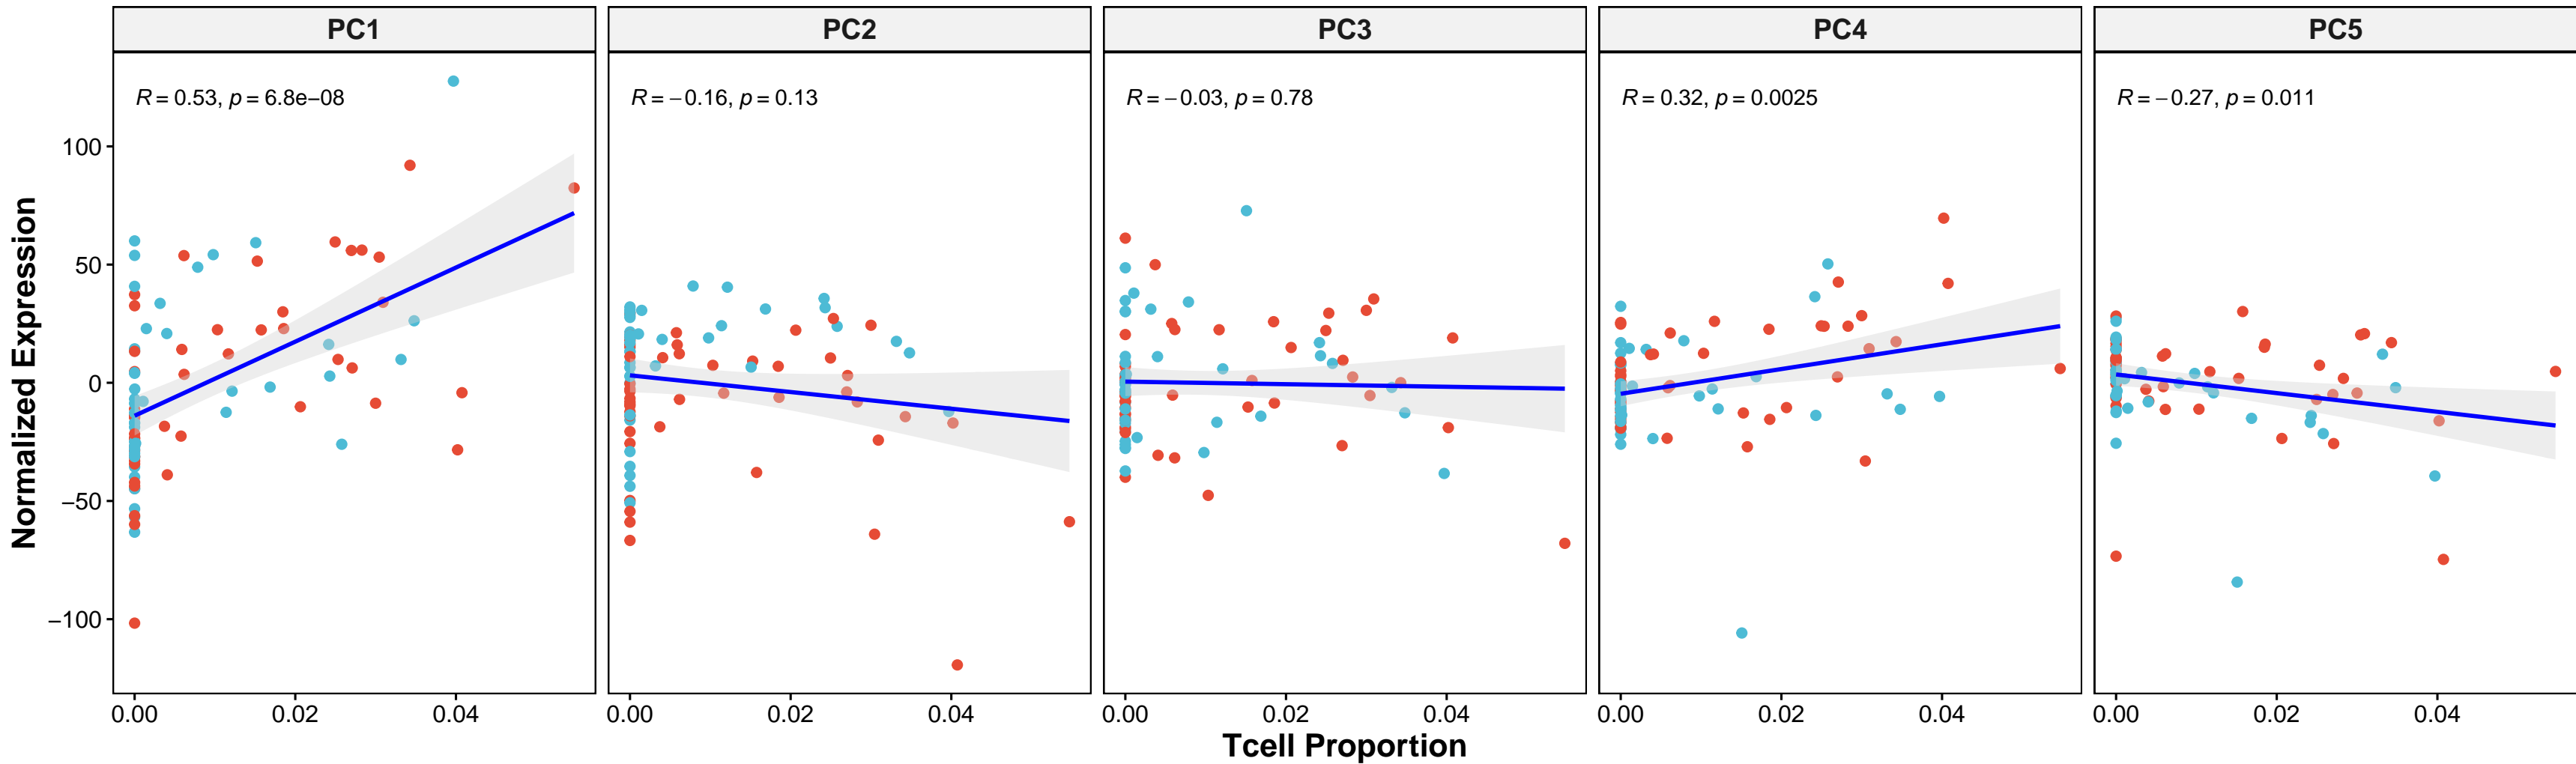 PC1 PC2 PC3 PC4 PC5
R = 0.53, p = 6.8e−08 R = −0.16, p = 0.13 R = −0.03, p = 0.78 R = 0.32, p = 0.0025 R = −0.27, p = 0.011
100
50
0
−50
−100
Normalized Expression
0.00 0.02 0.04 0.00 0.02 0.04 0.00 0.02 0.04 0.00 0.02 0.04 0.00 0.02 0.04
Tcell Proportion